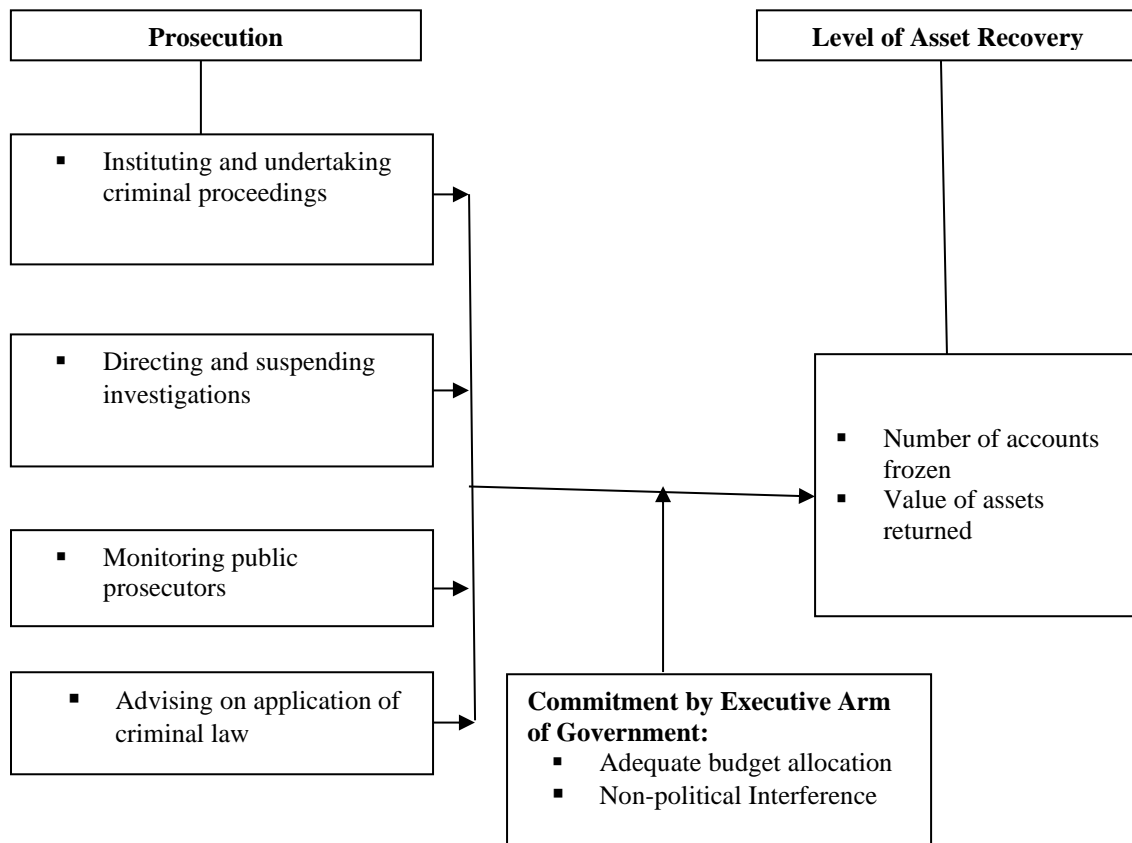 Prosecution
Level of Asset Recovery
▪ Instituting and undertaking
criminal proceedings
▪ Directing and suspending
investigations
▪ Number of accounts
frozen
▪ Value of assets
returned
▪ Monitoring public
prosecutors
▪ Advising on application of
criminal law
Commitment by Executive Arm
of Government:
▪ Adequate budget allocation
▪ Non-political Interference